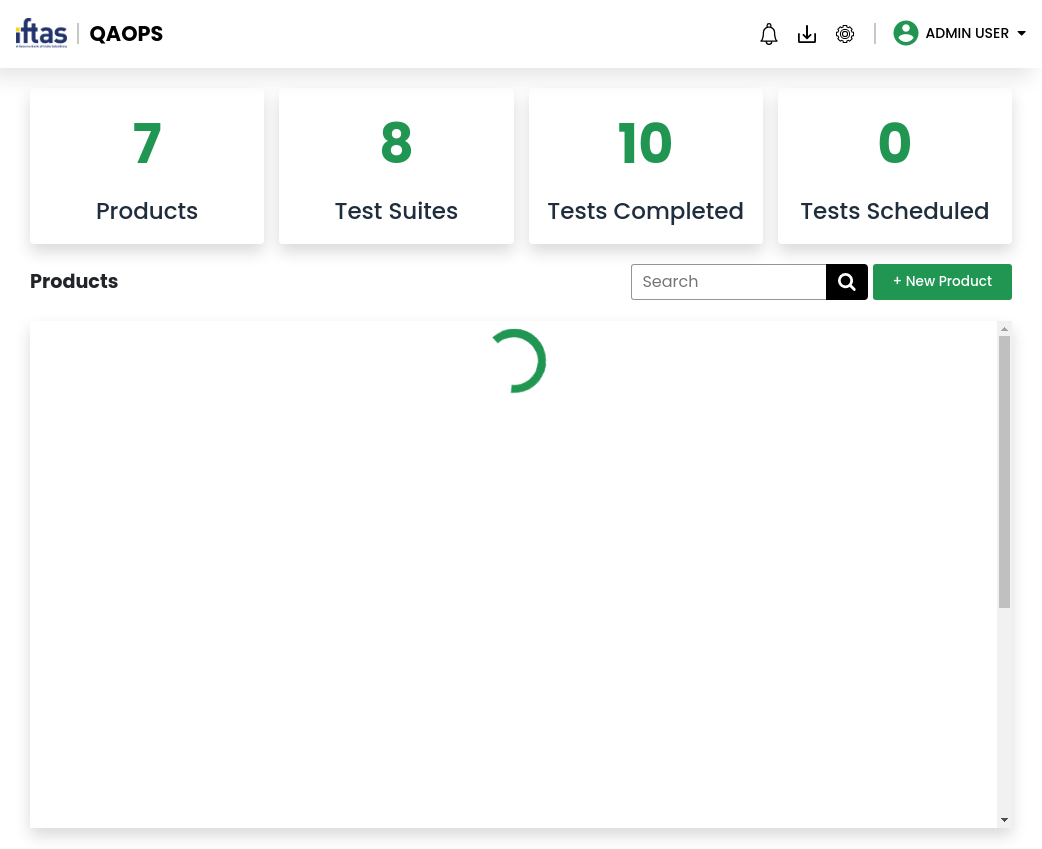 iftas
QAOPS
ADMIN USER
7
Products
8
Test Suites
10
Tests Completed
0
Tests Scheduled
Products
Search
+ New Product